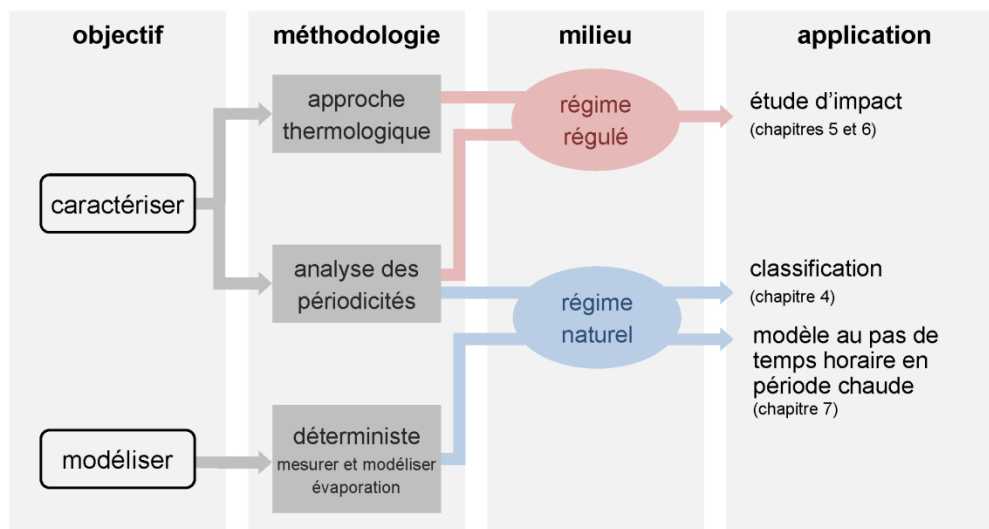 objectif
méthodologie
milieu
application
caractériser
modéliser
approche
thermologique
analyse des
périodicités
déterministe
mesurer et modéliser
évaporation
régime
régulé
régime
naturel
étude d’impact
(chapitres 5 et 6)
classification
(chapitre 4)
modèle au pas de
temps horaire en
période chaude
(chapitre 7)